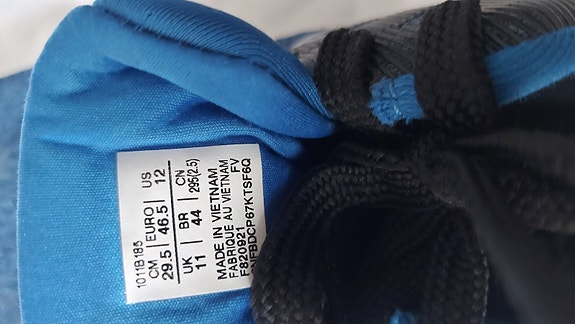 1011B185
CM | EURO | US
29.5 | 46.5 | 12
UK | BR | CN
11 | 44 | 295(2.5)
MADE IN VIETNAM
FABRIQUE AU VIETNAM
F820921 FV